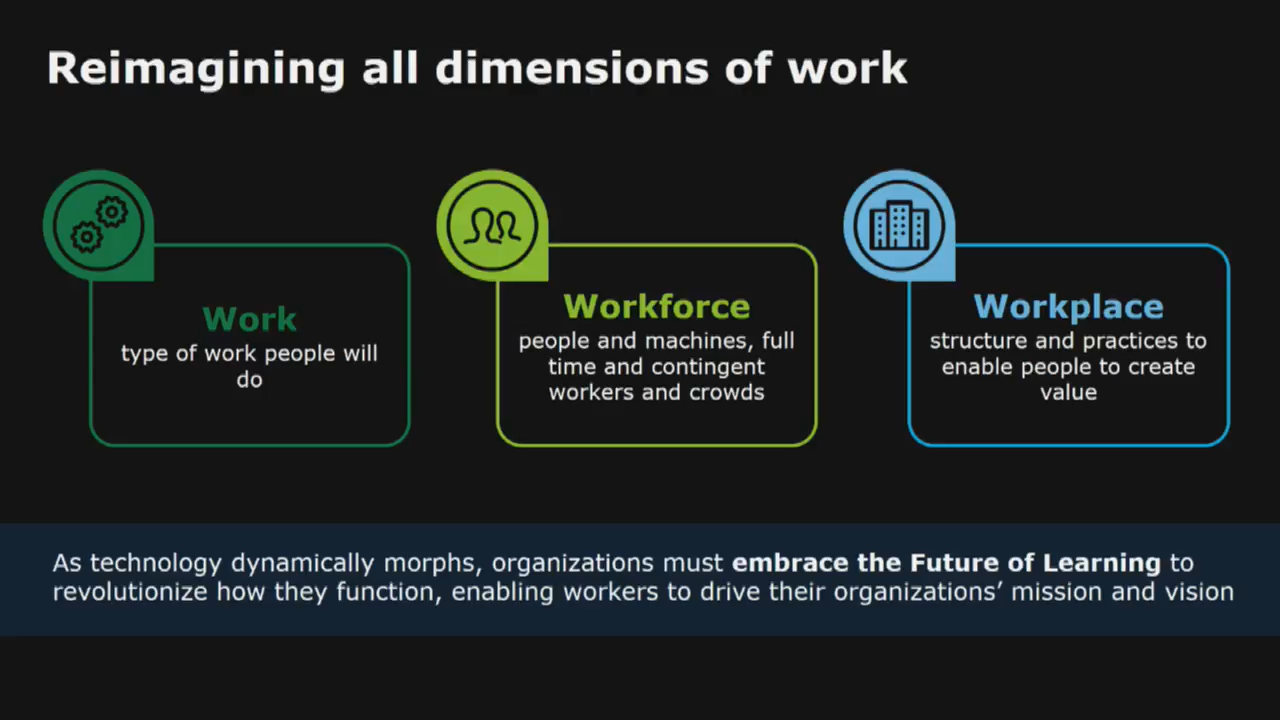 Reimagining all dimensions of work
Work
type of work people will
do
Workforce
people and machines, full
time and contingent
workers and crowds
Workplace
structure and practices to
enable people to create
value
As technology dynamically morphs, organizations must embrace the Future of Learning to
revolutionize how they function, enabling workers to drive their organizations’ mission and vision